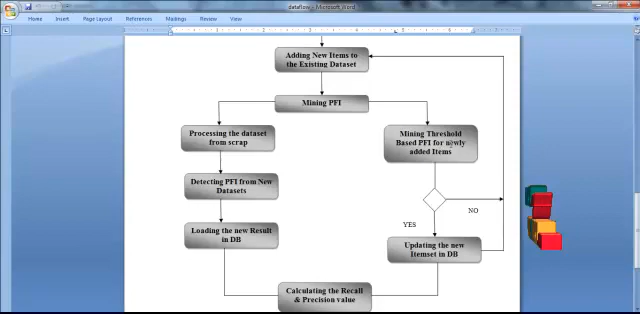 dataflow - Microsoft Word
Home Insert Page Layout References Mailings Review View
Adding New Items to
the Existing Dataset
Mining PFI
Processing the dataset
from scrap
Mining Threshold
Based PFI for newly
added Items
Detecting PFI from New
Datasets
NO
YES
Loading the new Result
in DB
Updating the new
Itemset in DB
Calculating the Recall
& Precision value